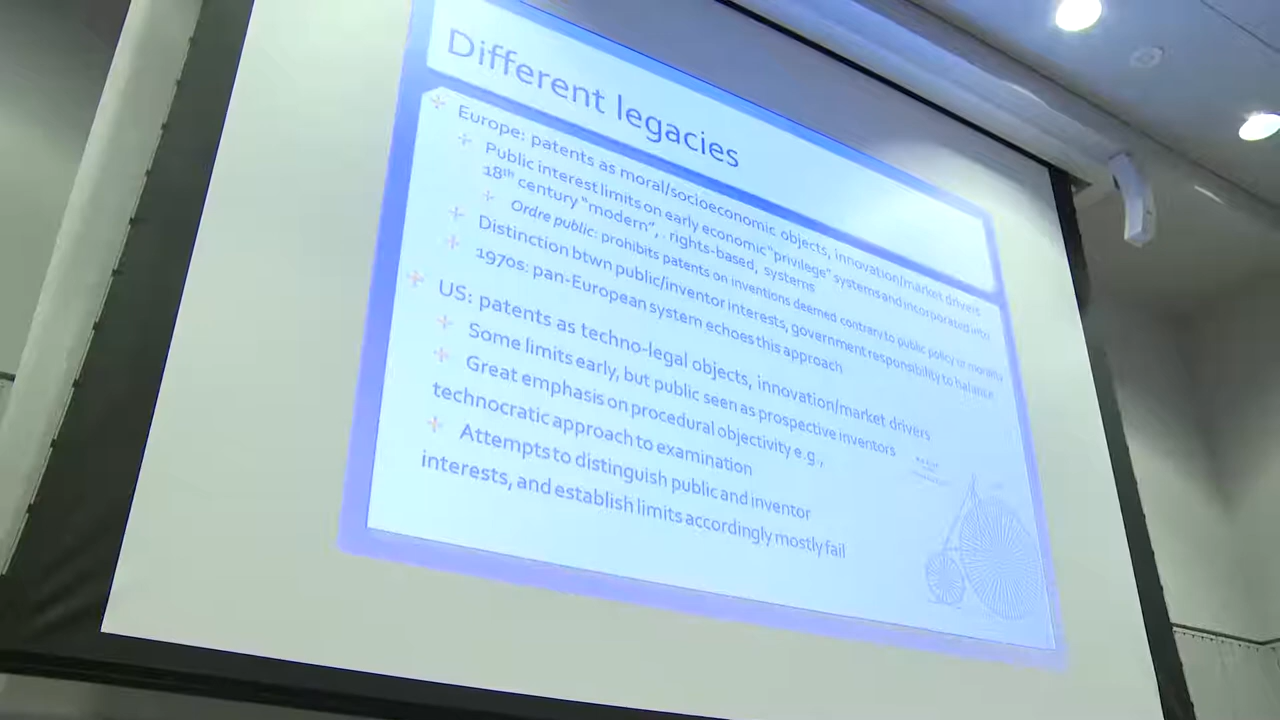 Different legacies
Europe: patents as moral/socioeconomic objects, innovation/market drivers
Public interest limits on early economic "privilege" systems and incorporated into
18th century "modern", rights-based, systems
Ordre public: prohibits patents on inventions deemed contrary to public policy or morality
Distinction btwn public/inventor interests, government responsibility to balance
1970s: pan-European system echoes this approach
US: patents as techno-legal objects, innovation/market drivers
Some limits early, but public seen as prospective inventors
Great emphasis on procedural objectivity e.g.,
technocratic approach to examination
Attempts to distinguish public and inventor
interests, and establish limits accordingly mostly fail